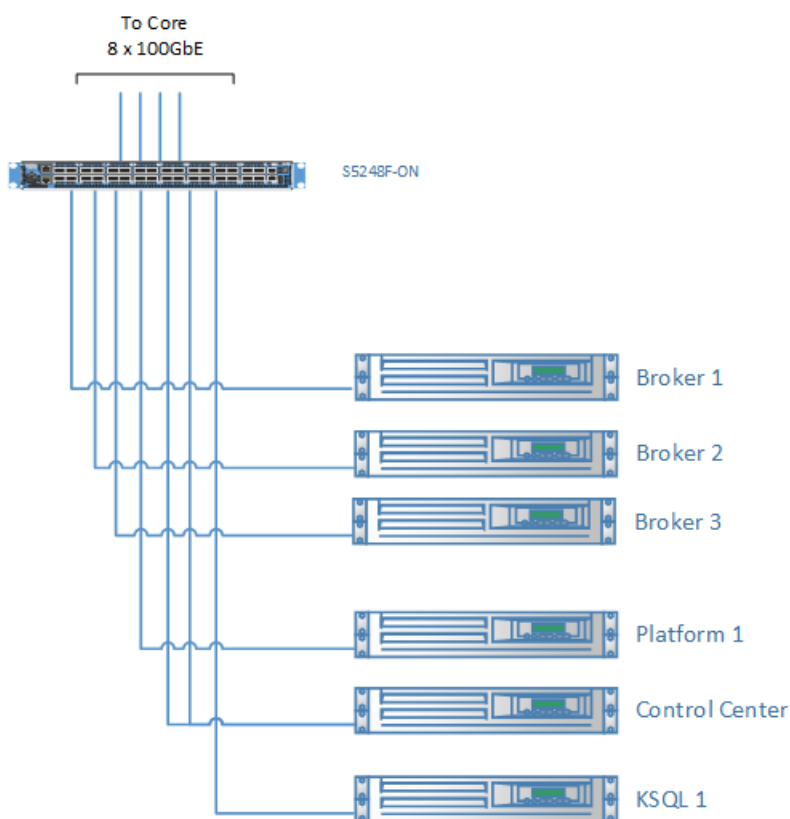 To Core
8 x 100GbE
S5248F-ON
Broker 1
Broker 2
Broker 3
Platform 1
Control Center
KSQL 1